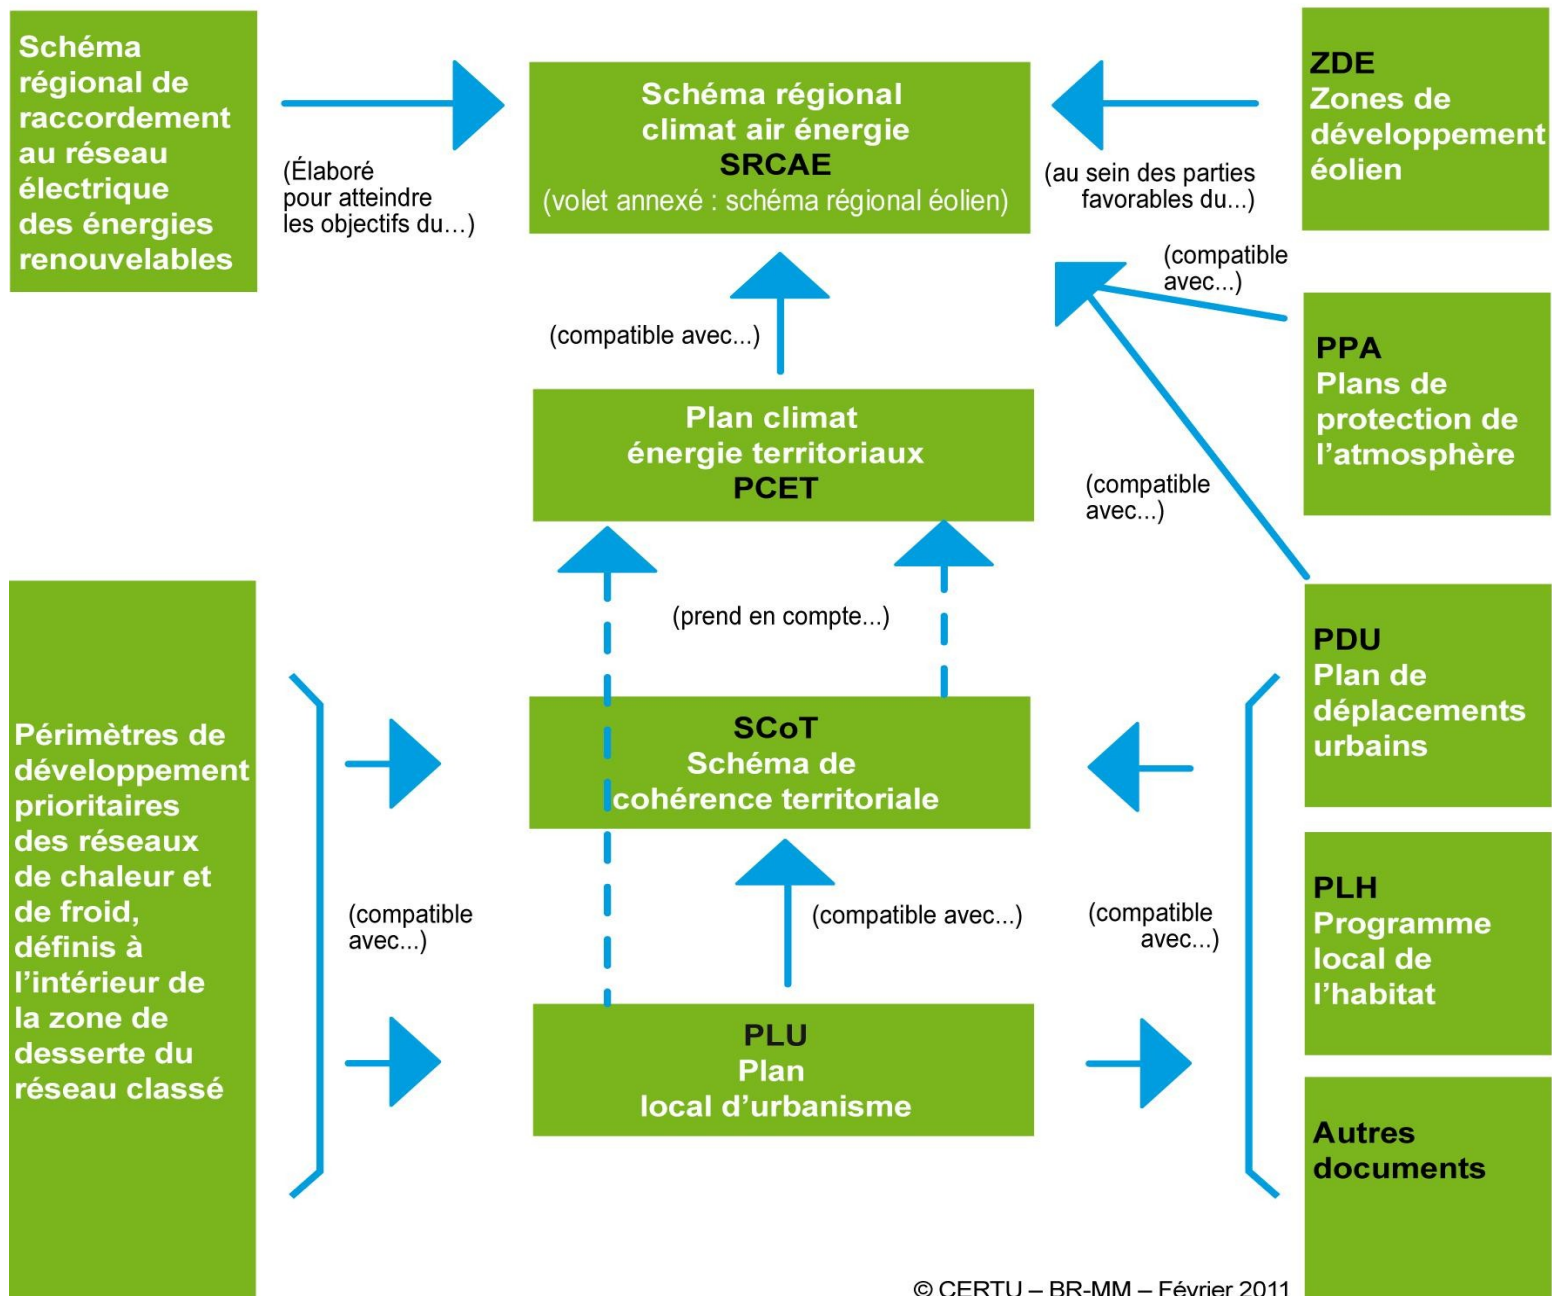 Schéma
régional de
raccordement
au réseau
électrique
des énergies
renouvelables
(Élaboré
pour atteindre
les objectifs du...)
Schéma régional
climat air énergie
SRCAE
(volet annexé : schéma régional éolien)
(au sein des parties
favorables du...)
ZDE
Zones de
développement
éolien
(compatible
avec...)
PPA
Plans de
protection de
l’atmosphère
(compatible avec...)
Plan climat
énergie territoriaux
PCET
(compatible
avec...)
(prend en compte...)
Périmètres de
développement
prioritaires
des réseaux
de chaleur et
de froid,
définis à
l’intérieur de
la zone de
desserte du
réseau classé
(compatible
avec...)
SCoT
Schéma de
cohérence territoriale
(compatible avec...)
(compatible
avec...)
PLU
Plan
local d’urbanisme
PDU
Plan de
déplacements
urbains
PLH
Programme
local de
l’habitat
Autres
documents
© CERTU – BR-MM – Février 2011